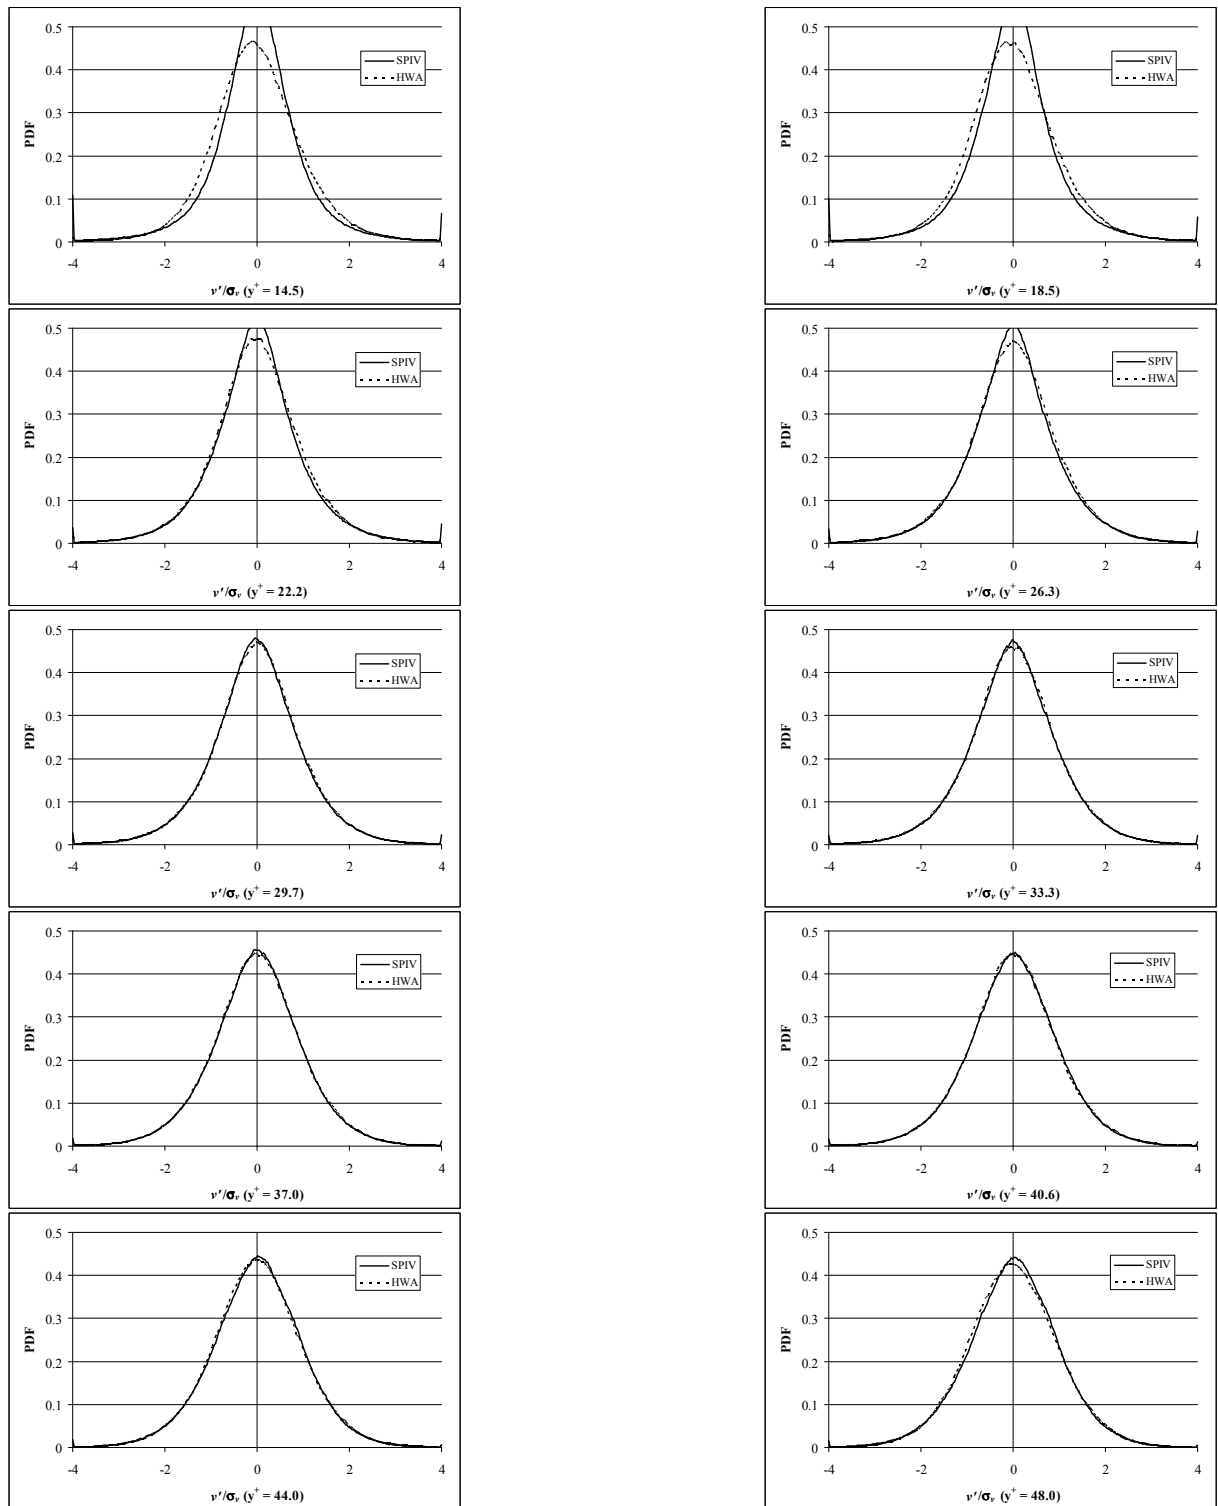 0.5
0.4
0.3
0.2
0.1
0
PDF
SPIV
HWA
-4 -2 0 2 4
v'/σv (y+ = 14.5)
0.5
0.4
0.3
0.2
0.1
0
PDF
SPIV
HWA
-4 -2 0 2 4
v'/σv (y+ = 18.5)
0.5
0.4
0.3
0.2
0.1
0
PDF
SPIV
HWA
-4 -2 0 2 4
v'/σv (y+ = 22.2)
0.5
0.4
0.3
0.2
0.1
0
PDF
SPIV
HWA
-4 -2 0 2 4
v'/σv (y+ = 26.3)
0.5
0.4
0.3
0.2
0.1
0
PDF
SPIV
HWA
-4 -2 0 2 4
v'/σv (y+ = 29.7)
0.5
0.4
0.3
0.2
0.1
0
PDF
SPIV
HWA
-4 -2 0 2 4
v'/σv (y+ = 33.3)
0.5
0.4
0.3
0.2
0.1
0
PDF
SPIV
HWA
-4 -2 0 2 4
v'/σv (y+ = 37.0)
0.5
0.4
0.3
0.2
0.1
0
PDF
SPIV
HWA
-4 -2 0 2 4
v'/σv (y+ = 40.6)
0.5
0.4
0.3
0.2
0.1
0
PDF
SPIV
HWA
-4 -2 0 2 4
v'/σv (y+ = 44.0)
0.5
0.4
0.3
0.2
0.1
0
PDF
SPIV
HWA
-4 -2 0 2 4
v'/σv (y+ = 48.0)